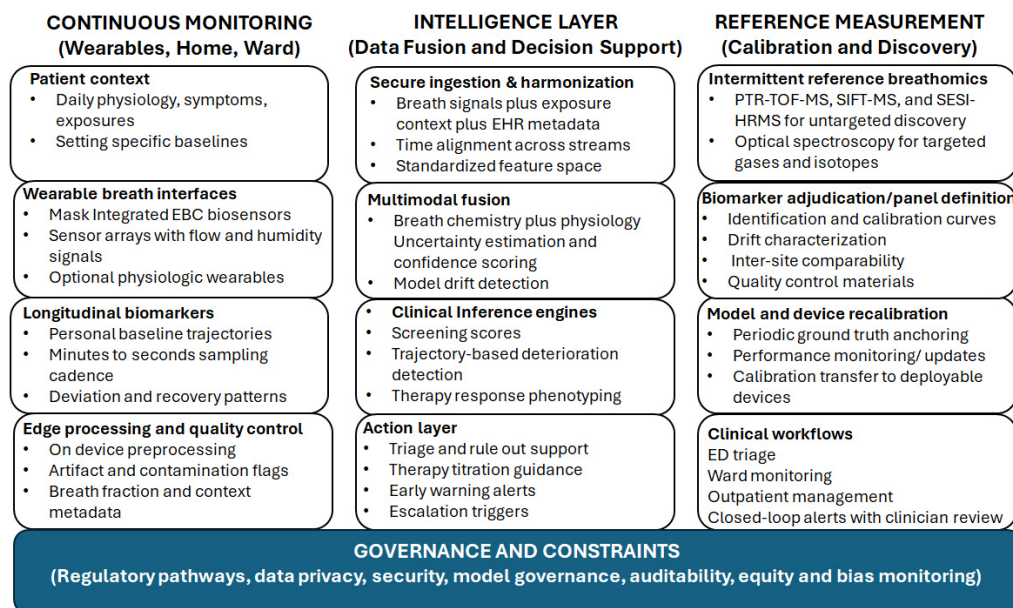 CONTINUOUS MONITORING
(Wearables, Home, Ward)
Patient context
• Daily physiology, symptoms,
exposures
• Setting specific baselines
Wearable breath interfaces
• Mask Integrated EBC biosensors
• Sensor arrays with flow and humidity
signals
• Optional physiologic wearables
Longitudinal biomarkers
• Personal baseline trajectories
• Minutes to seconds sampling
cadence
• Deviation and recovery patterns
Edge processing and quality control
• On device preprocessing
• Artifact and contamination flags
• Breath fraction and context
metadata
INTELLIGENCE LAYER
(Data Fusion and Decision Support)
Secure ingestion & harmonization
• Breath signals plus exposure
context plus EHR metadata
• Time alignment across streams
• Standardized feature space
Multimodal fusion
• Breath chemistry plus physiology
Uncertainty estimation and
confidence scoring
• Model drift detection
• Clinical Inference engines
• Screening scores
• Trajectory-based deterioration
detection
• Therapy response phenotyping
Action layer
• Triage and rule out support
• Therapy titration guidance
• Early warning alerts
• Escalation triggers
REFERENCE MEASUREMENT
(Calibration and Discovery)
Intermittent reference breathomics
• PTR-TOF-MS, SIFT-MS, and SESI-
HRMS for untargeted discovery
• Optical spectroscopy for targeted
gases and isotopes
Biomarker adjudication/panel definition
• Identification and calibration curves
• Drift characterization
• Inter-site comparability
• Quality control materials
Model and device recalibration
• Periodic ground truth anchoring
• Performance monitoring/ updates
• Calibration transfer to deployable
devices
Clinical workflows
ED triage
Ward monitoring
Outpatient management
Closed-loop alerts with clinician review
GOVERNANCE AND CONSTRAINTS
(Regulatory pathways, data privacy, security, model governance, auditability, equity and bias monitoring)